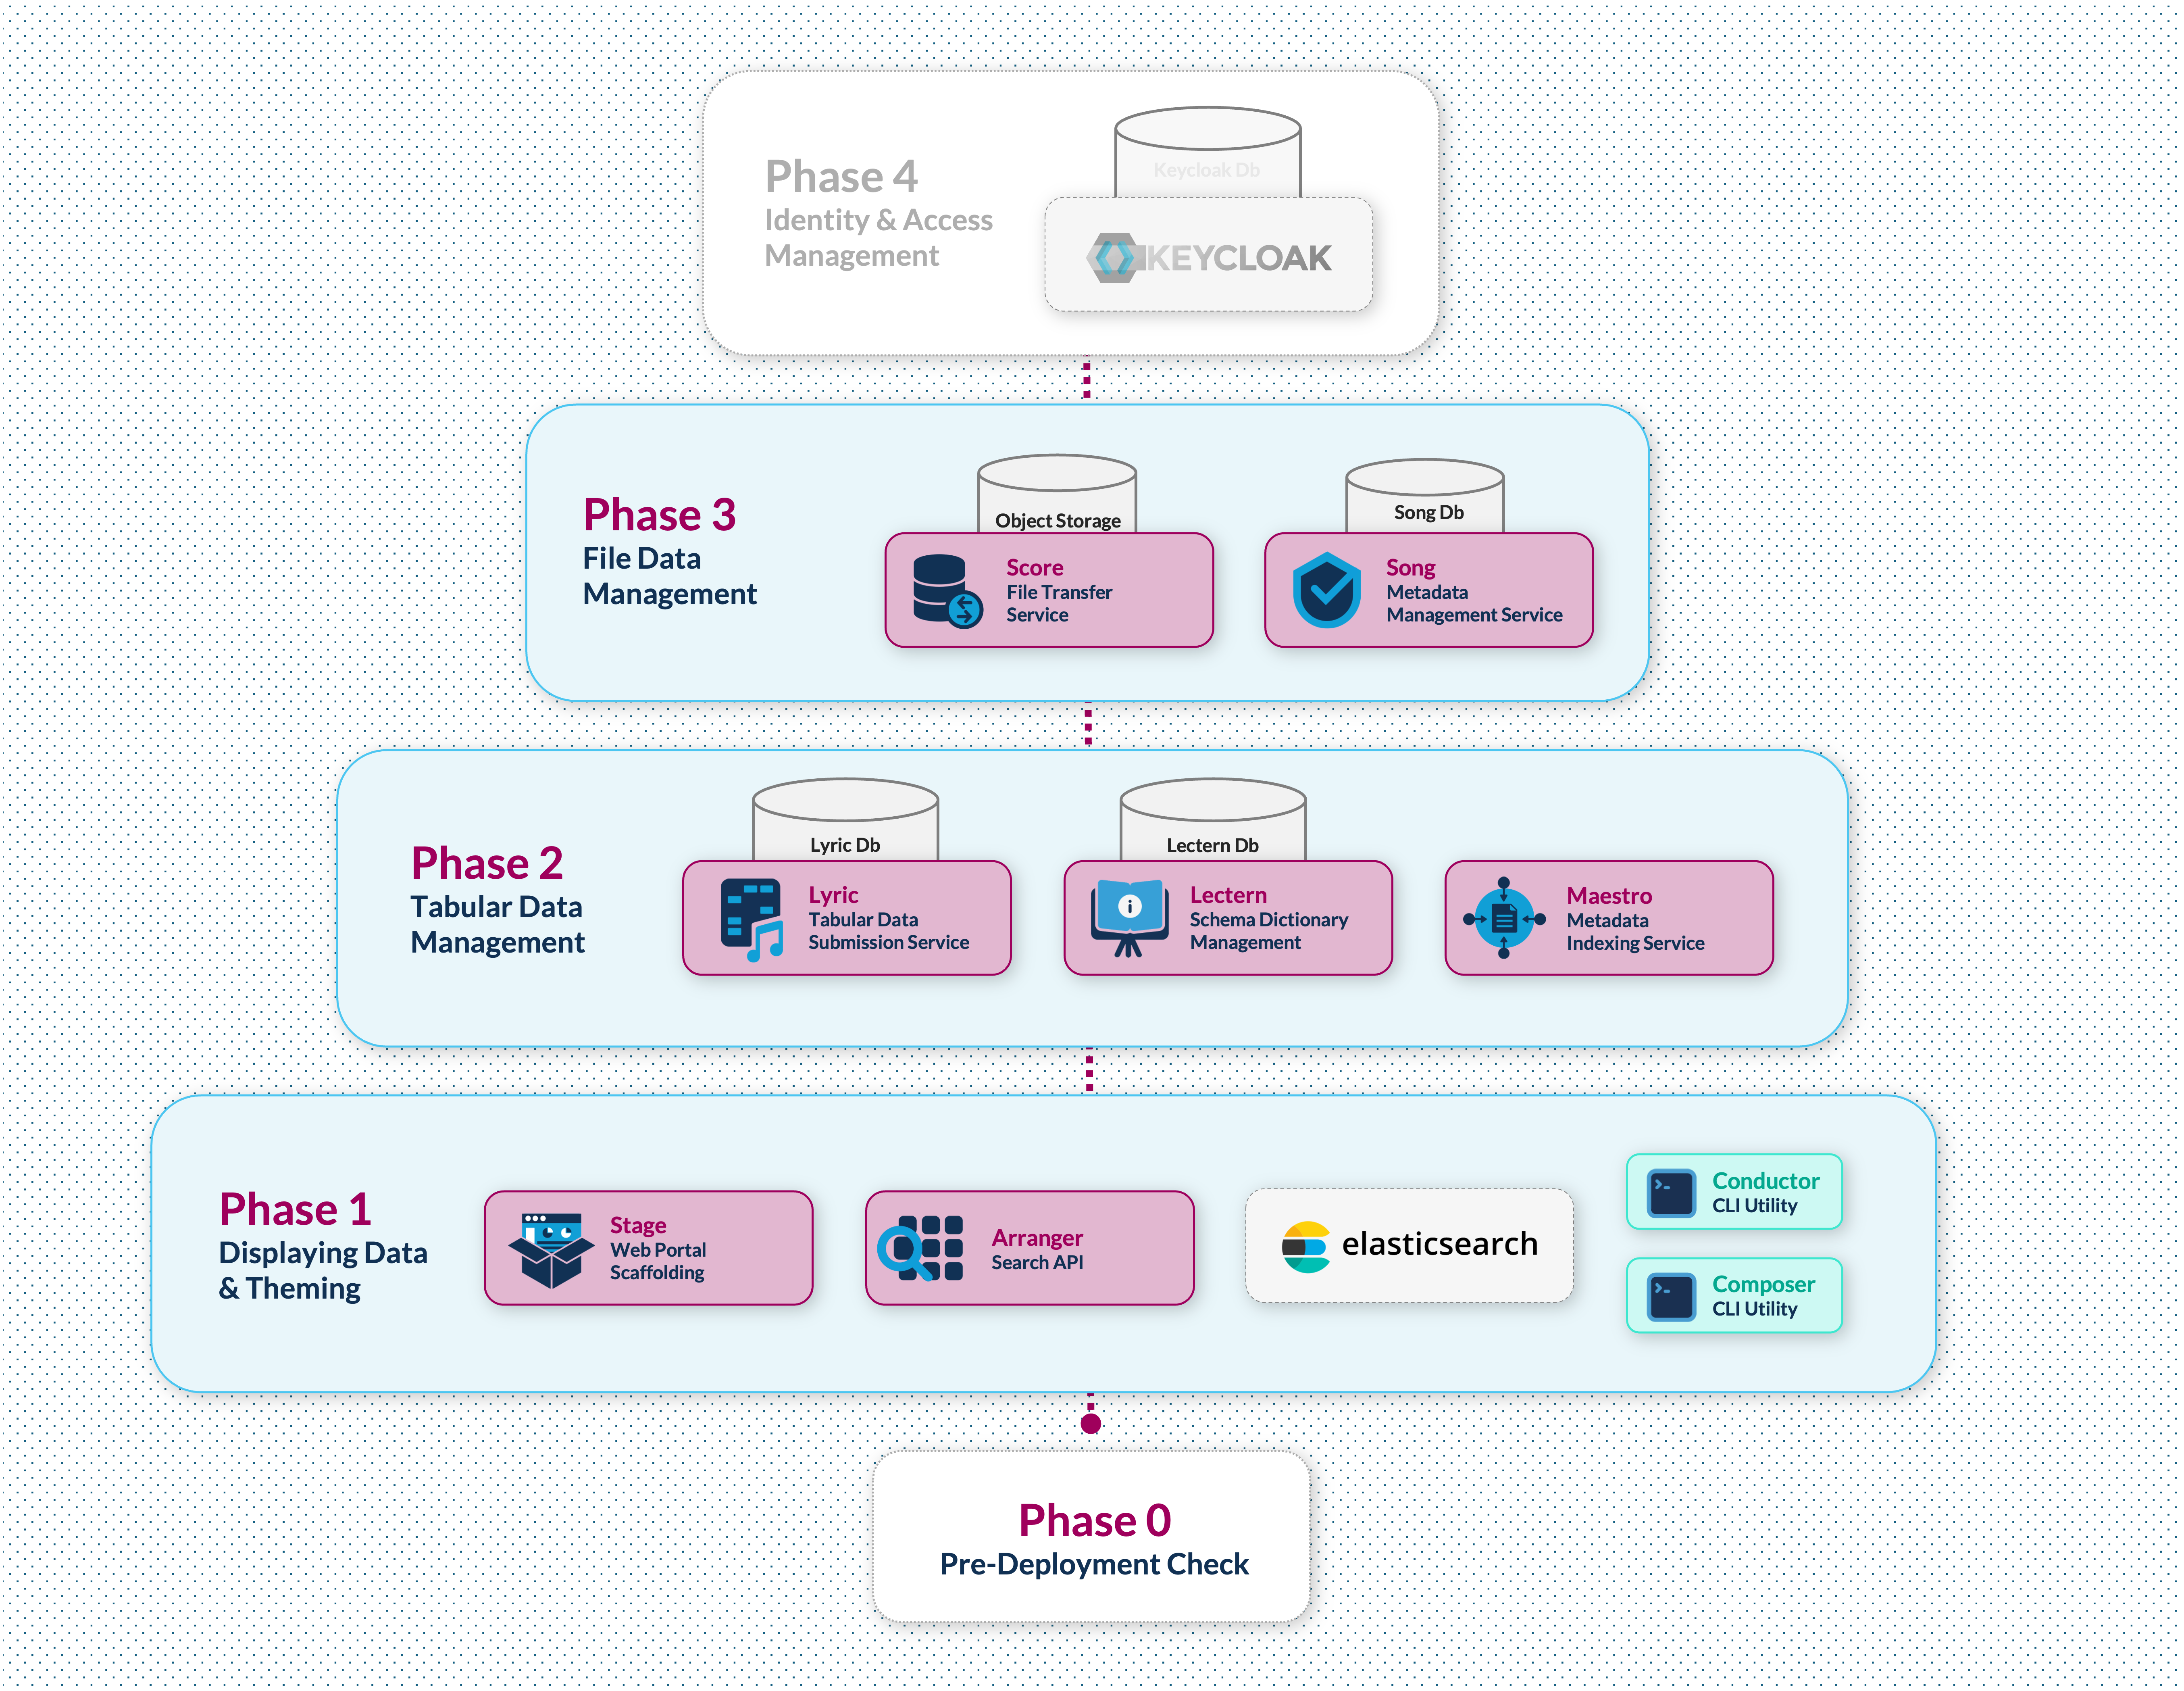 Phase 4
Identity & Access
Management
Keycloak Db
KEYCLOAK
Phase 3
File Data
Management
Object Storage
Score
File Transfer
Service
Song Db
Song
Metadata
Management Service
Phase 2
Tabular Data
Management
Lyric Db
Lyric
Tabular Data
Submission Service
Lectern Db
Lectern
Schema Dictionary
Management
Maestro
Metadata
Indexing Service
Phase 1
Displaying Data
& Theming
Stage
Web Portal
Scaffolding
Arranger
Search API
elasticsearch
Conductor
CLI Utility
Composer
CLI Utility
Phase 0
Pre-Deployment Check